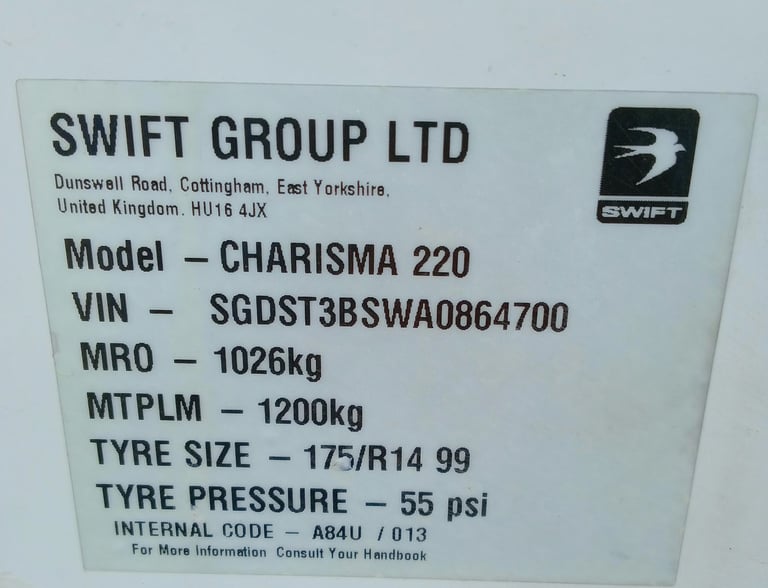 SWIFT GROUP LTD
Dunswell Road, Cottingham, East Yorkshire,
United Kingdom. HU16 4JX
SWIFT
Model – CHARISMA 220
VIN – SGDST3BSWA0864700
MRO – 1026kg
MTPLM – 1200kg
TYRE SIZE – 175/R14 99
TYRE PRESSURE – 55 psi
INTERNAL CODE – A84U / 013
For More Information Consult Your Handbook